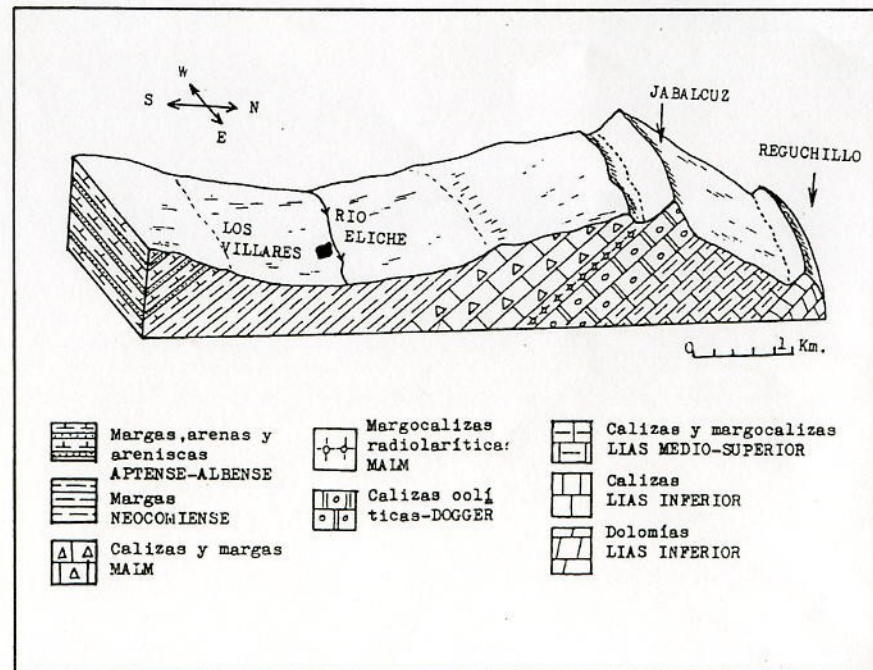 W
S N
E
JABALCUZ
REGUCHILLO
LOS
VILLARES
RIO
ELICHE
0 1 Km.
Margas, arenas y
areniscas
APTENSE-ALBENSE
Margas
NEOCOMIENSE
Calizas y margas
MALM
Margocalizas
radiolaríticas
MALM
Calizas oolí
ticas-DOGGER
Calizas y margocalizas
LIAS MEDIO-SUPERIOR
Calizas
LIAS INFERIOR
Dolomías
LIAS INFERIOR